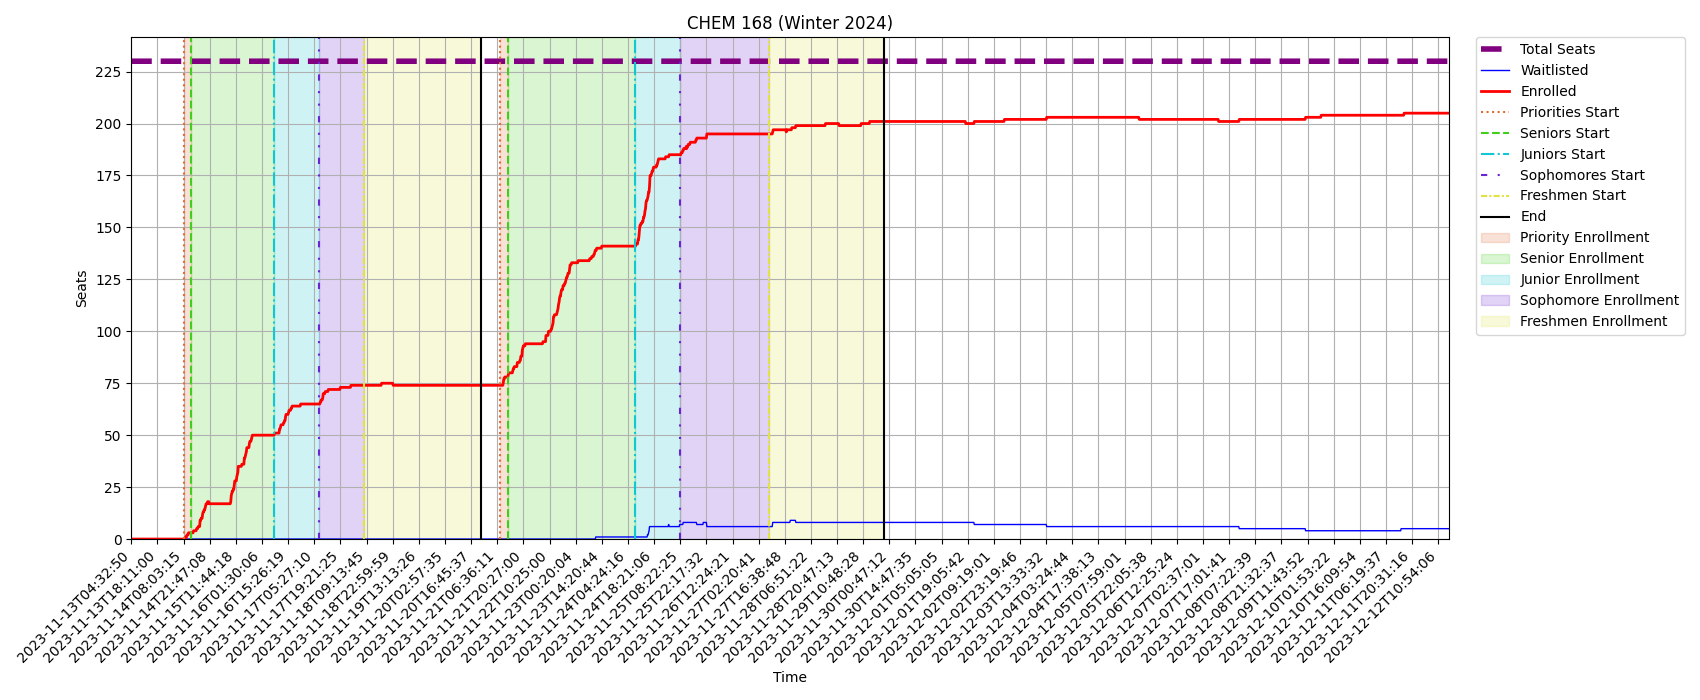 CHEM 168 (Winter 2024)
Total Seats
Waitlisted
Enrolled
Priorities Start
Seniors Start
Juniors Start
Sophomores Start
Freshmen Start
End
Priority Enrollment
Senior Enrollment
Junior Enrollment
Sophomore Enrollment
Freshmen Enrollment
Seats
225
200
175
150
125
100
75
50
25
0
2023-11-13T04:32:50
2023-11-13T18:11:00
2023-11-14T08:03:15
2023-11-14T21:47:08
2023-11-15T11:44:18
2023-11-16T01:30:06
2023-11-16T15:26:19
2023-11-17T05:27:10
2023-11-17T19:21:25
2023-11-18T09:13:45
2023-11-18T22:59:59
2023-11-19T13:13:26
2023-11-20T02:57:35
2023-11-20T16:45:37
2023-11-21T06:36:11
2023-11-21T20:27:00
2023-11-22T10:25:00
2023-11-23T00:20:04
2023-11-23T14:20:44
2023-11-24T04:24:16
2023-11-24T18:21:05
2023-11-25T08:22:23
2023-11-25T22:17:32
2023-11-26T12:24:21
2023-11-27T02:20:41
2023-11-27T16:38:48
2023-11-28T06:51:22
2023-11-28T20:47:13
2023-11-29T10:48:28
2023-11-30T00:47:12
2023-11-30T14:47:35
2023-12-01T05:05:05
2023-12-01T19:05:42
2023-12-02T09:19:01
2023-12-02T23:19:46
2023-12-03T13:33:32
2023-12-04T03:24:44
2023-12-04T17:38:13
2023-12-05T07:59:01
2023-12-05T22:05:38
2023-12-06T12:25:24
2023-12-07T02:37:01
2023-12-07T17:01:41
2023-12-08T07:22:39
2023-12-08T21:32:37
2023-12-09T11:43:52
2023-12-10T01:53:22
2023-12-10T16:09:54
2023-12-11T06:19:37
2023-12-11T20:31:16
2023-12-12T10:54:06
Time